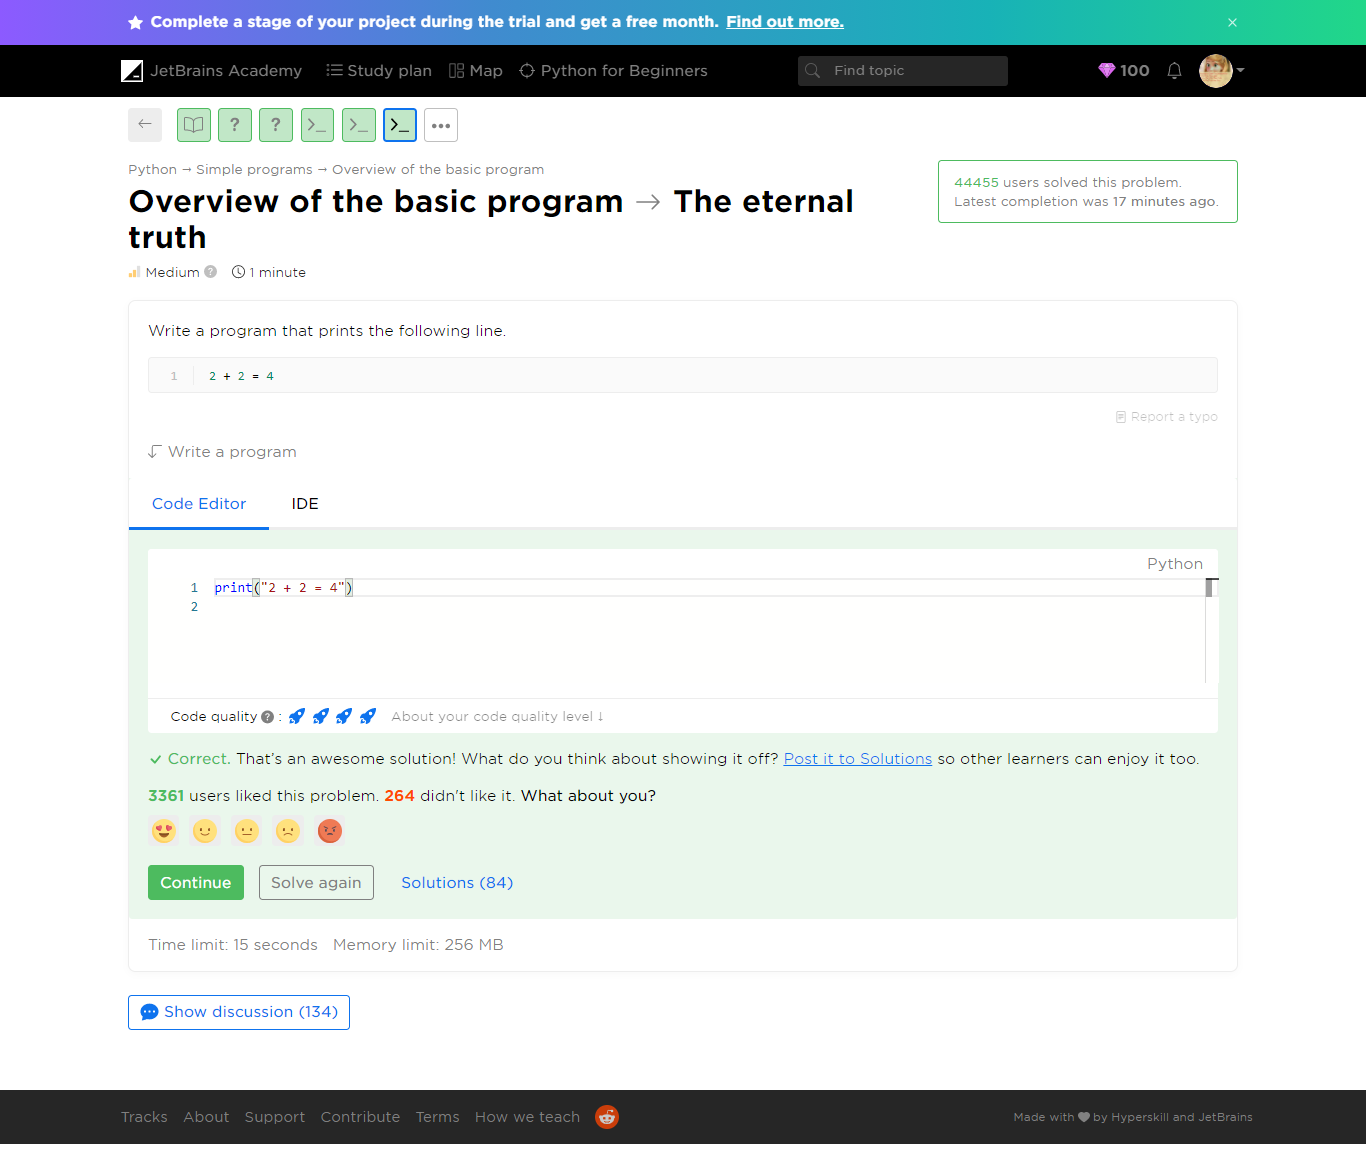 Complete a stage of your project during the trial and get a free month. Find out more. ×
JetBrains Academy Study plan Map Python for Beginners Find topic 100
? ? >_ >_ >_ •••
Python → Simple programs → Overview of the basic program
Overview of the basic program → The eternal
truth
44455 users solved this problem.
Latest completion was 17 minutes ago.
Medium ? 1 minute
Write a program that prints the following line.
1 2 + 2 = 4
Report a typo
Write a program
Code Editor IDE
Python
1 print("2 + 2 = 4")
2
Code quality ? : About your code quality level ↓
Correct. That's an awesome solution! What do you think about showing it off? Post it to Solutions so other learners can enjoy it too.
3361 users liked this problem. 264 didn't like it. What about you?
Continue Solve again Solutions (84)
Time limit: 15 seconds Memory limit: 256 MB
Show discussion (134)
Tracks About Support Contribute Terms How we teach Made with by Hyperskill and JetBrains